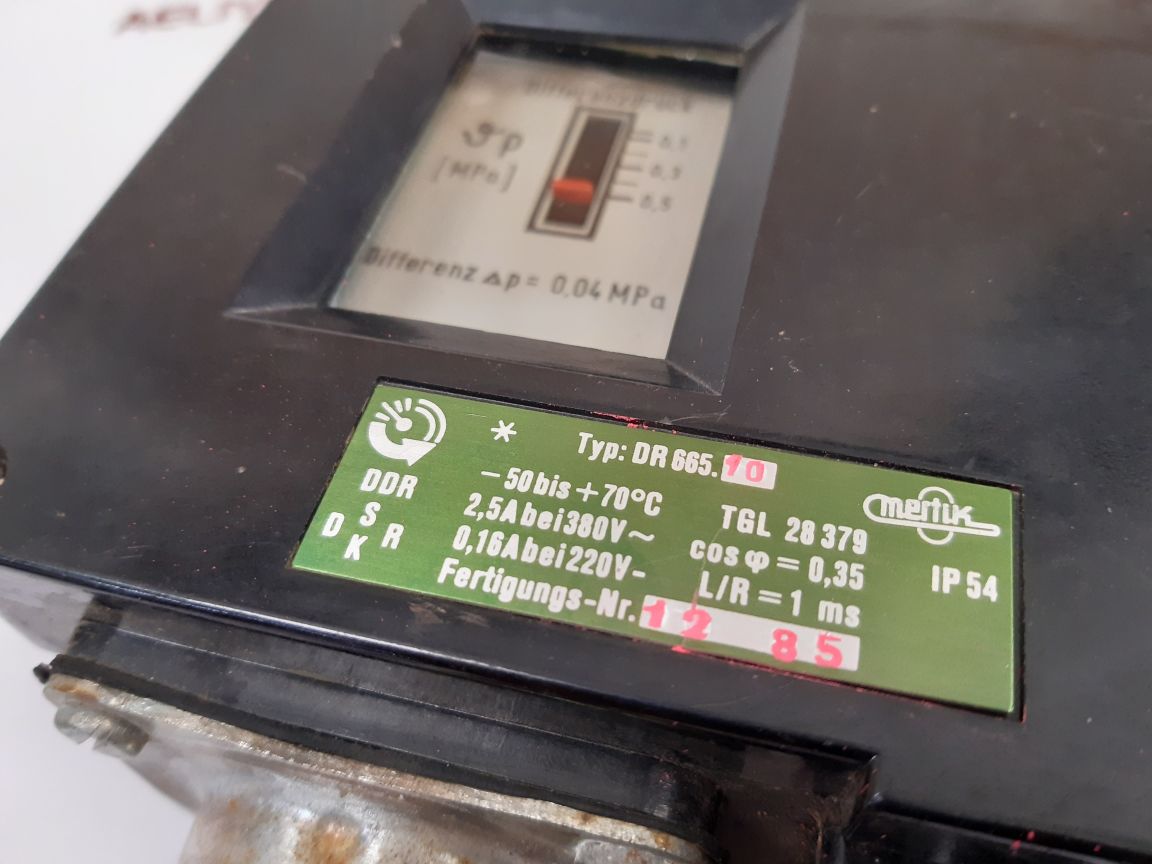 Differenzdruck
p
[MPa]
0,1
0,3
0,5
Differenz Δp = 0,04 MPa
* Typ: DR 665.10
DDR
D S K R
mertik
-50 bis +70°C TGL 28 379
2,5A bei 380V~ cos φ = 0,35
0,16A bei 220V- L/R = 1 ms
IP 54
Fertigungs-Nr. 12 85